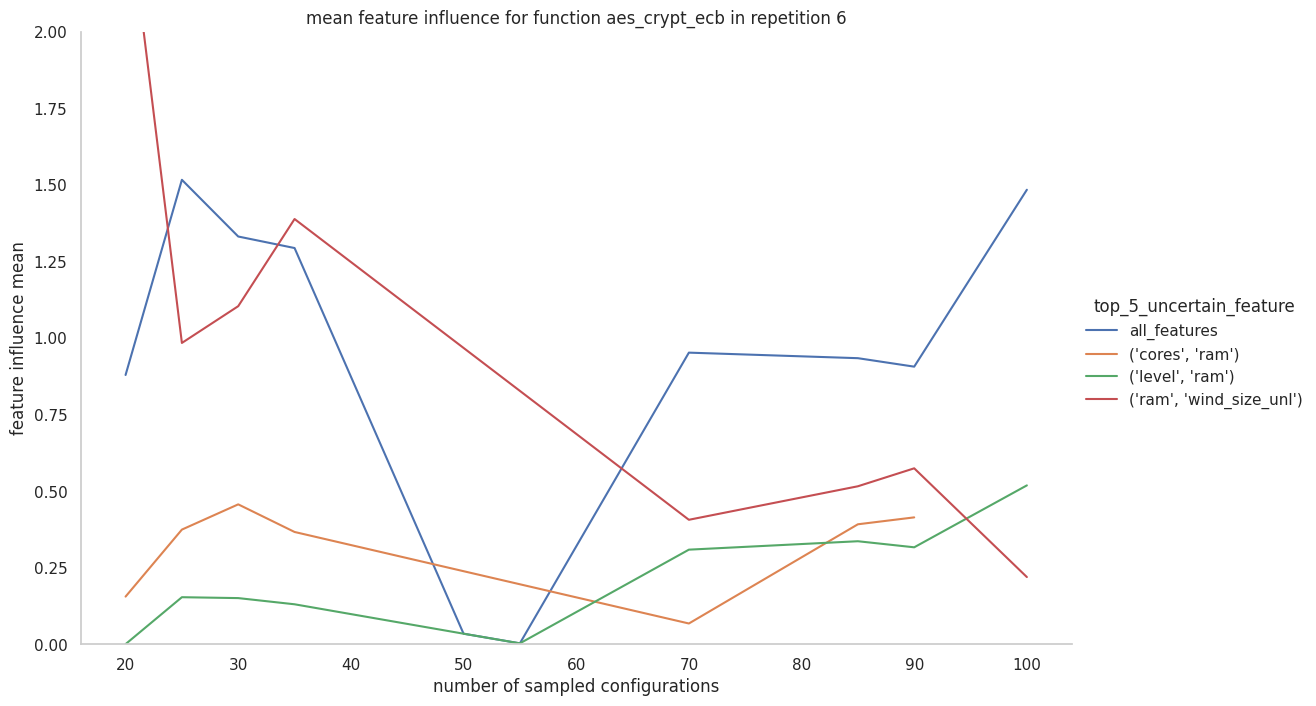 mean feature influence for function aes_crypt_ecb in repetition 6
2.00
1.75
1.50
1.25
1.00
0.75
0.50
0.25
0.00
feature influence mean
20 30 40 50 60 70 80 90 100
number of sampled configurations
top_5_uncertain_feature
all_features
('cores', 'ram')
('level', 'ram')
('ram', 'wind_size_unl')